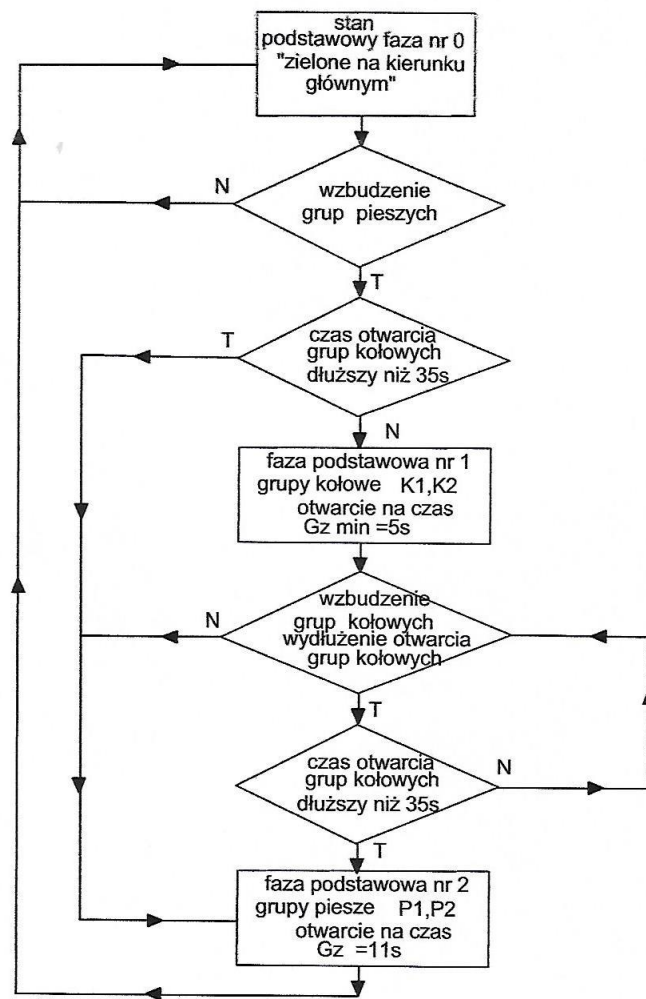 stan
podstawowy faza nr 0
"zielone na kierunku
głównym"
N
wzbudzenie
grup pieszych
T
T
czas otwarcia
grup kołowych
dłuższy niż 35s
N
faza podstawowa nr 1
grupy kołowe K1,K2
otwarcie na czas
Gz min =5s
N
wzbudzenie
grup kołowych
wydłużenie otwarcia
grup kołowych
T
czas otwarcia
grup kołowych
dłuższy niż 35s
N
T
faza podstawowa nr 2
grupy piesze P1,P2
otwarcie na czas
Gz =11s